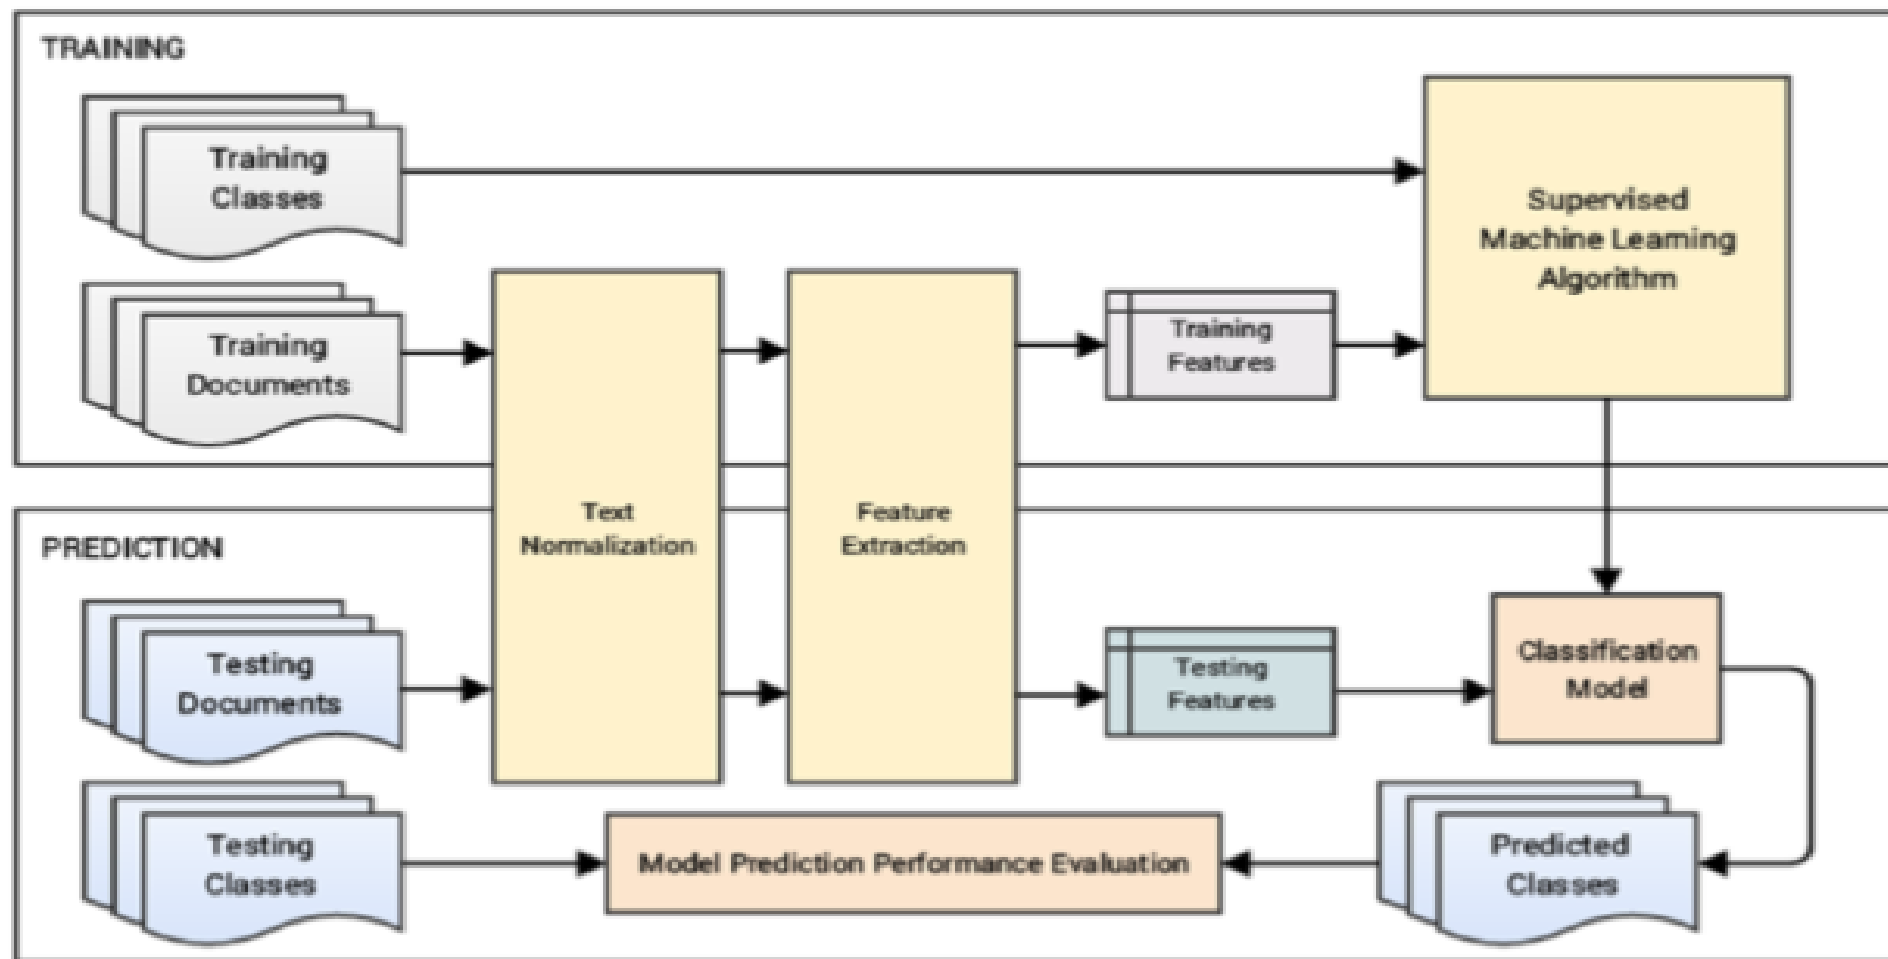 TRAINING
Training
Classes
Supervised
Machine Learning
Algorithm
Training
Documents
Training
Features
Text
Normalization
Feature
Extraction
PREDICTION
Testing
Documents
Testing
Features
Classification
Model
Testing
Classes
Model Prediction Performance Evaluation
Predicted
Classes